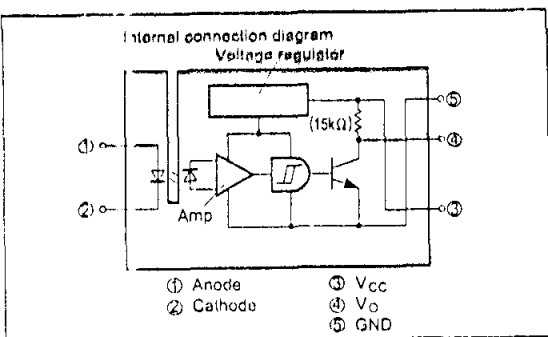 Internal connection diagram
Voltage regulator
(15kΩ)
⑤
①
④
②
Amp
③
① Anode
② Cathode
③ VCC
④ VO
⑤ GND